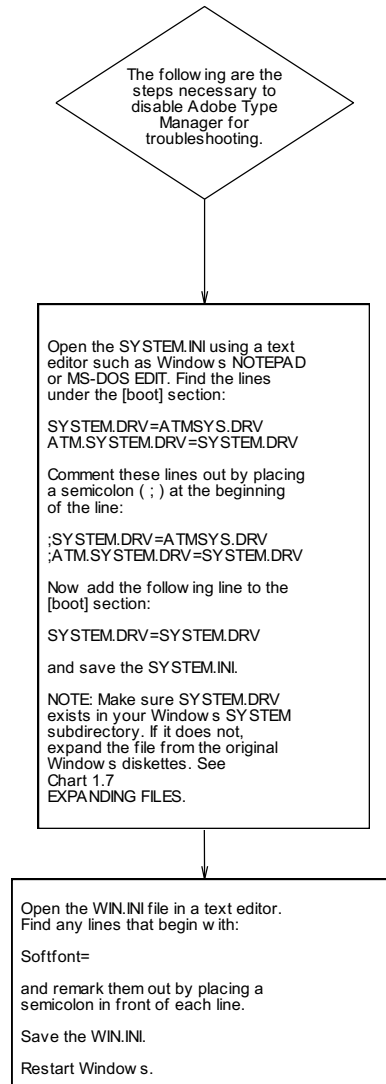 The following are the
steps necessary to
disable Adobe Type
Manager for
troubleshooting.
Open the SYSTEM.INI using a text
editor such as Windows NOTEPAD
or MS-DOS EDIT. Find the lines
under the [boot] section:
SYSTEM.DRV=ATMSYS.DRV
ATM.SYSTEM.DRV=SYSTEM.DRV
Comment these lines out by placing
a semicolon ( ; ) at the beginning
of the line:
;SYSTEM.DRV=ATMSYS.DRV
;ATM.SYSTEM.DRV=SYSTEM.DRV
Now add the following line to the
[boot] section:
SYSTEM.DRV=SYSTEM.DRV
and save the SYSTEM.INI.
NOTE: Make sure SYSTEM.DRV
exists in your Windows SYSTEM
subdirectory. If it does not,
expand the file from the original
Windows diskettes. See
Chart 1.7
EXPANDING FILES.
Open the WIN.INI file in a text editor.
Find any lines that begin with:
Softfont=
and remark them out by placing a
semicolon in front of each line.
Save the WIN.INI.
Restart Windows.